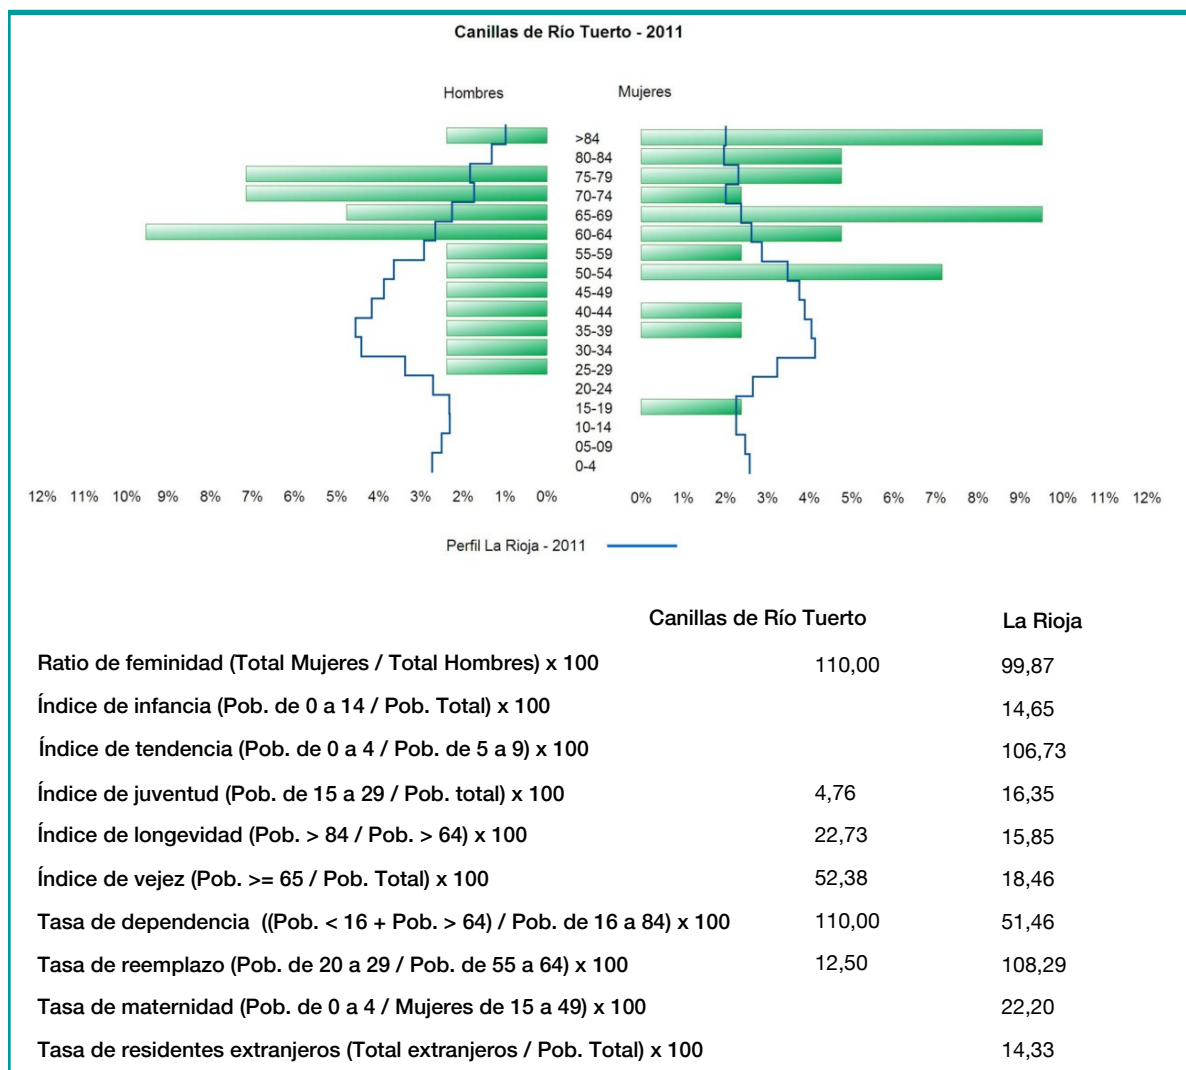 Canillas de Río Tuerto - 2011
Hombres Mujeres
>84
80-84
75-79
70-74
65-69
60-64
55-59
50-54
45-49
40-44
35-39
30-34
25-29
20-24
15-19
10-14
05-09
0-4
12% 11% 10% 9% 8% 7% 6% 5% 4% 3% 2% 1% 0% 0% 1% 2% 3% 4% 5% 6% 7% 8% 9% 10% 11% 12%
Perfil La Rioja - 2011
Canillas de Río Tuerto La Rioja
Ratio de feminidad (Total Mujeres / Total Hombres) x 100 110,00 99,87
Índice de infancia (Pob. de 0 a 14 / Pob. Total) x 100 14,65
Índice de tendencia (Pob. de 0 a 4 / Pob. de 5 a 9) x 100 106,73
Índice de juventud (Pob. de 15 a 29 / Pob. total) x 100 4,76 16,35
Índice de longevidad (Pob. > 84 / Pob. > 64) x 100 22,73 15,85
Índice de vejez (Pob. >= 65 / Pob. Total) x 100 52,38 18,46
Tasa de dependencia ((Pob. < 16 + Pob. > 64) / Pob. de 16 a 84) x 100 110,00 51,46
Tasa de reemplazo (Pob. de 20 a 29 / Pob. de 55 a 64) x 100 12,50 108,29
Tasa de maternidad (Pob. de 0 a 4 / Mujeres de 15 a 49) x 100 22,20
Tasa de residentes extranjeros (Total extranjeros / Pob. Total) x 100 14,33